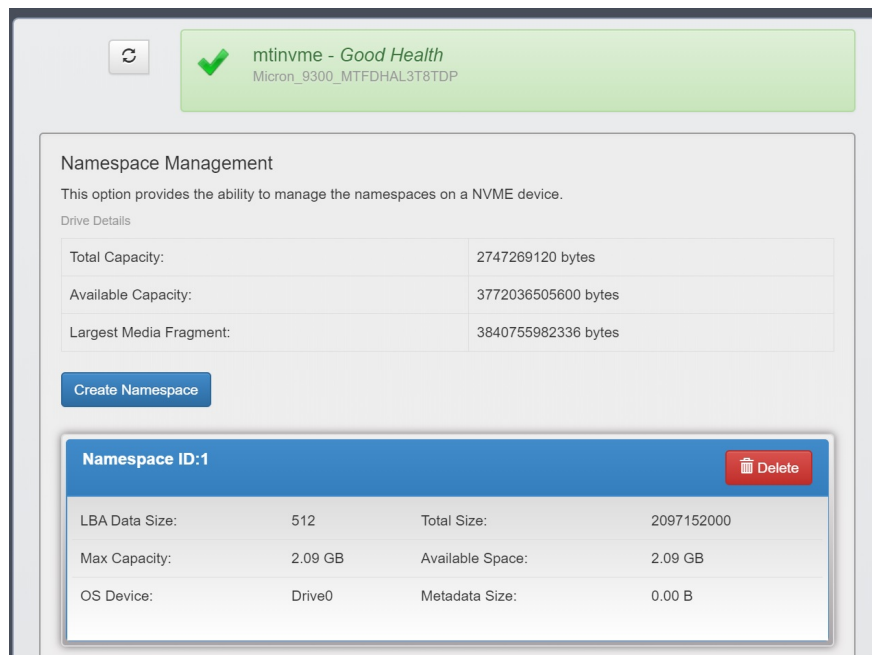 mtinvme - Good Health
Micron_9300_MTFDHAL3T8TDP
Namespace Management
This option provides the ability to manage the namespaces on a NVME device.
Drive Details
Total Capacity: 2747269120 bytes
Available Capacity: 3772036505600 bytes
Largest Media Fragment: 3840755982336 bytes
Create Namespace
Namespace ID:1 Delete
LBA Data Size: 512 Total Size: 2097152000
Max Capacity: 2.09 GB Available Space: 2.09 GB
OS Device: Drive0 Metadata Size: 0.00 B